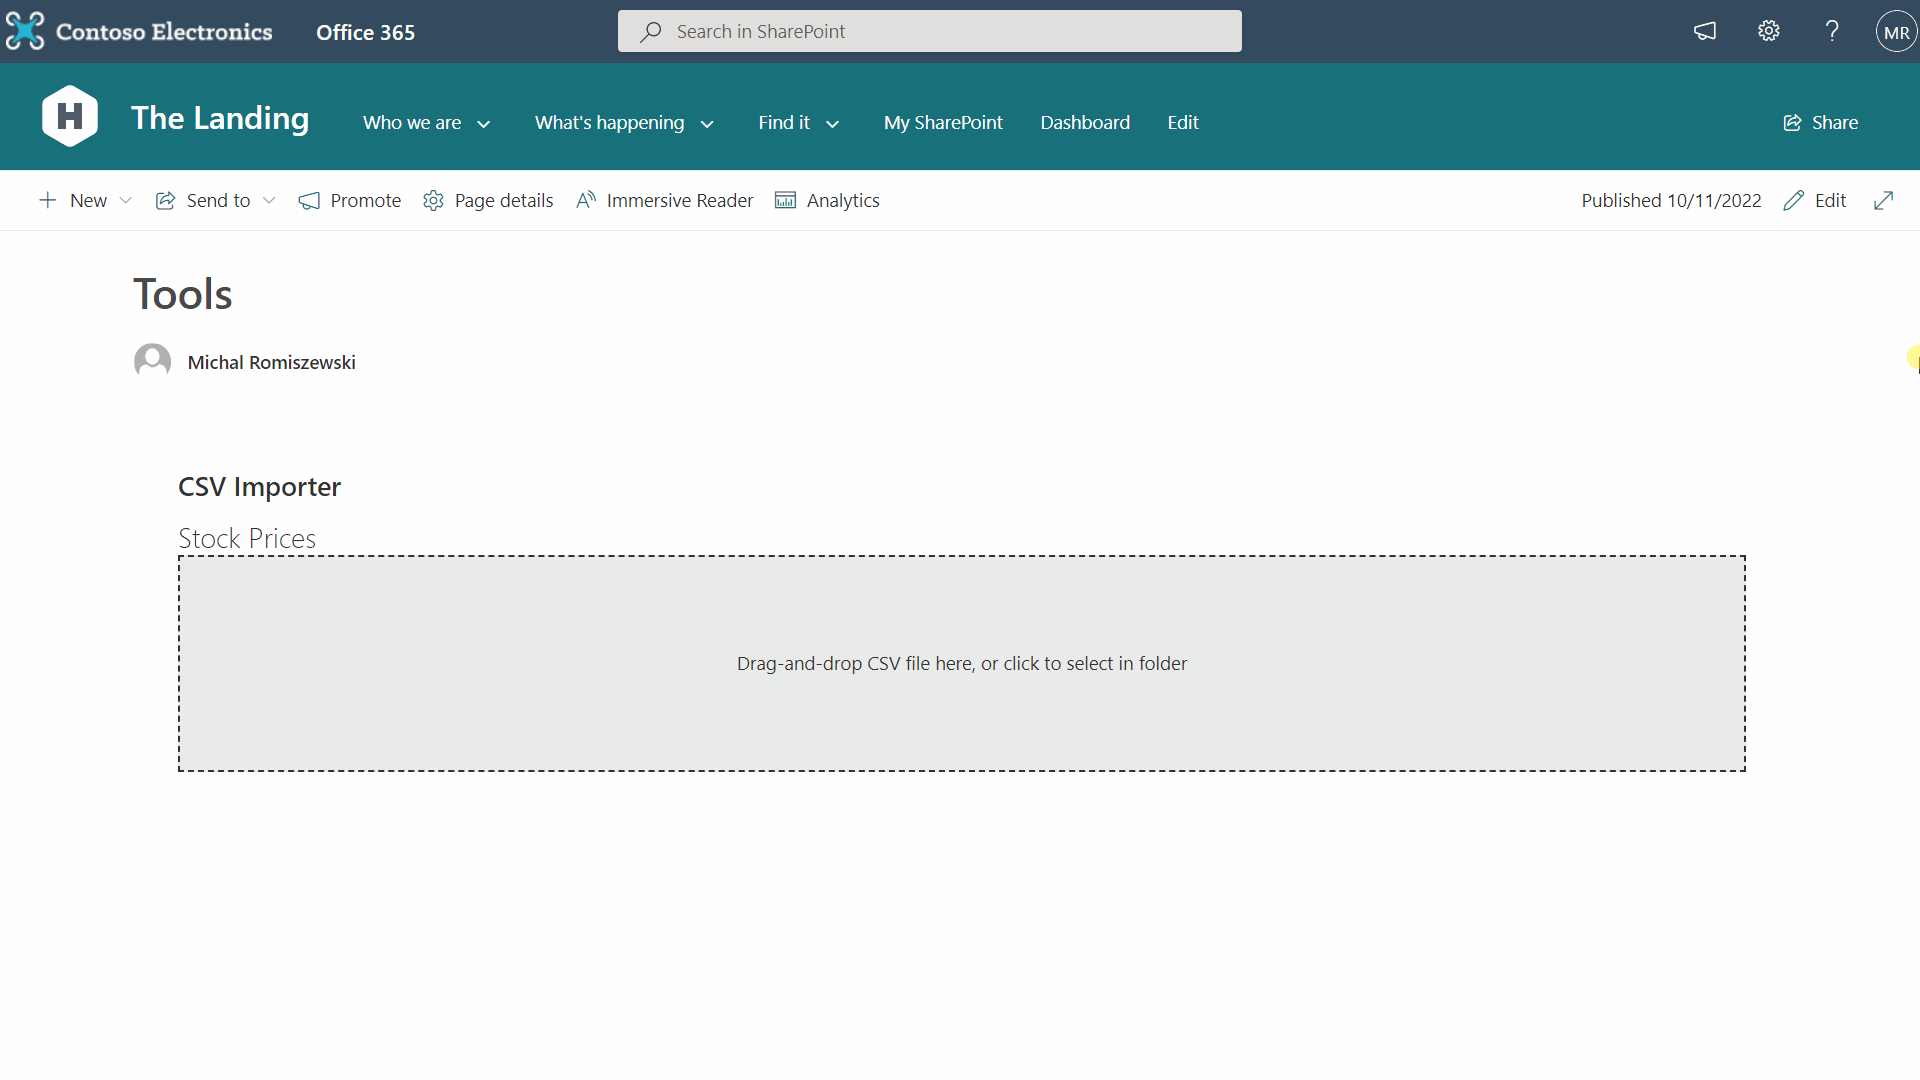 Contoso Electronics Office 365 Search in SharePoint ? MR
H The Landing Who we are What's happening Find it My SharePoint Dashboard Edit Share
New Send to Promote Page details Immersive Reader Analytics Published 10/11/2022 Edit
Tools
Michal Romiszewski
CSV Importer
Stock Prices
Drag-and-drop CSV file here, or click to select in folder